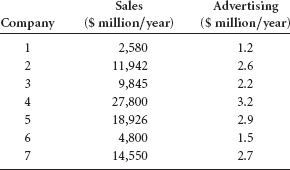 Sales Advertising
Company ($ million/year) ($ million/year)
1 2,580 1.2
2 11,942 2.6
3 9,845 2.2
4 27,800 3.2
5 18,926 2.9
6 4,800 1.5
7 14,550 2.7